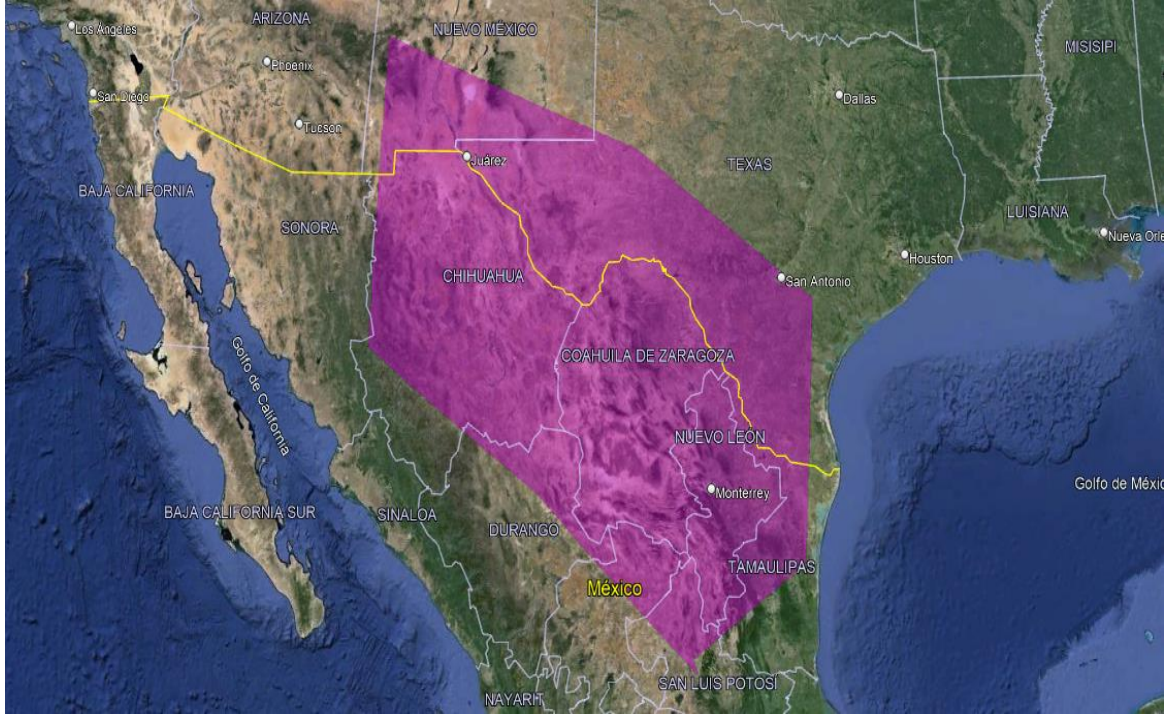 Los Ángeles
ARIZONA
NUEVO MÉXICO
MISISIPI
Phoenix
San Diego
Dallas
Tucson
Juárez
TEXAS
BAJA CALIFORNIA
LUISIANA
SONORA
Nueva Orle
Houston
CHIHUAHUA
San Antonio
COAHUILA DE ZARAGOZA
Golfo de California
NUEVO LEÓN
Golfo de Méxic
Monterrey
BAJA CALIFORNIA SUR
SINALOA
DURANGO
TAMAULIPAS
México
SAN LUIS POTOSÍ
NAYARIT